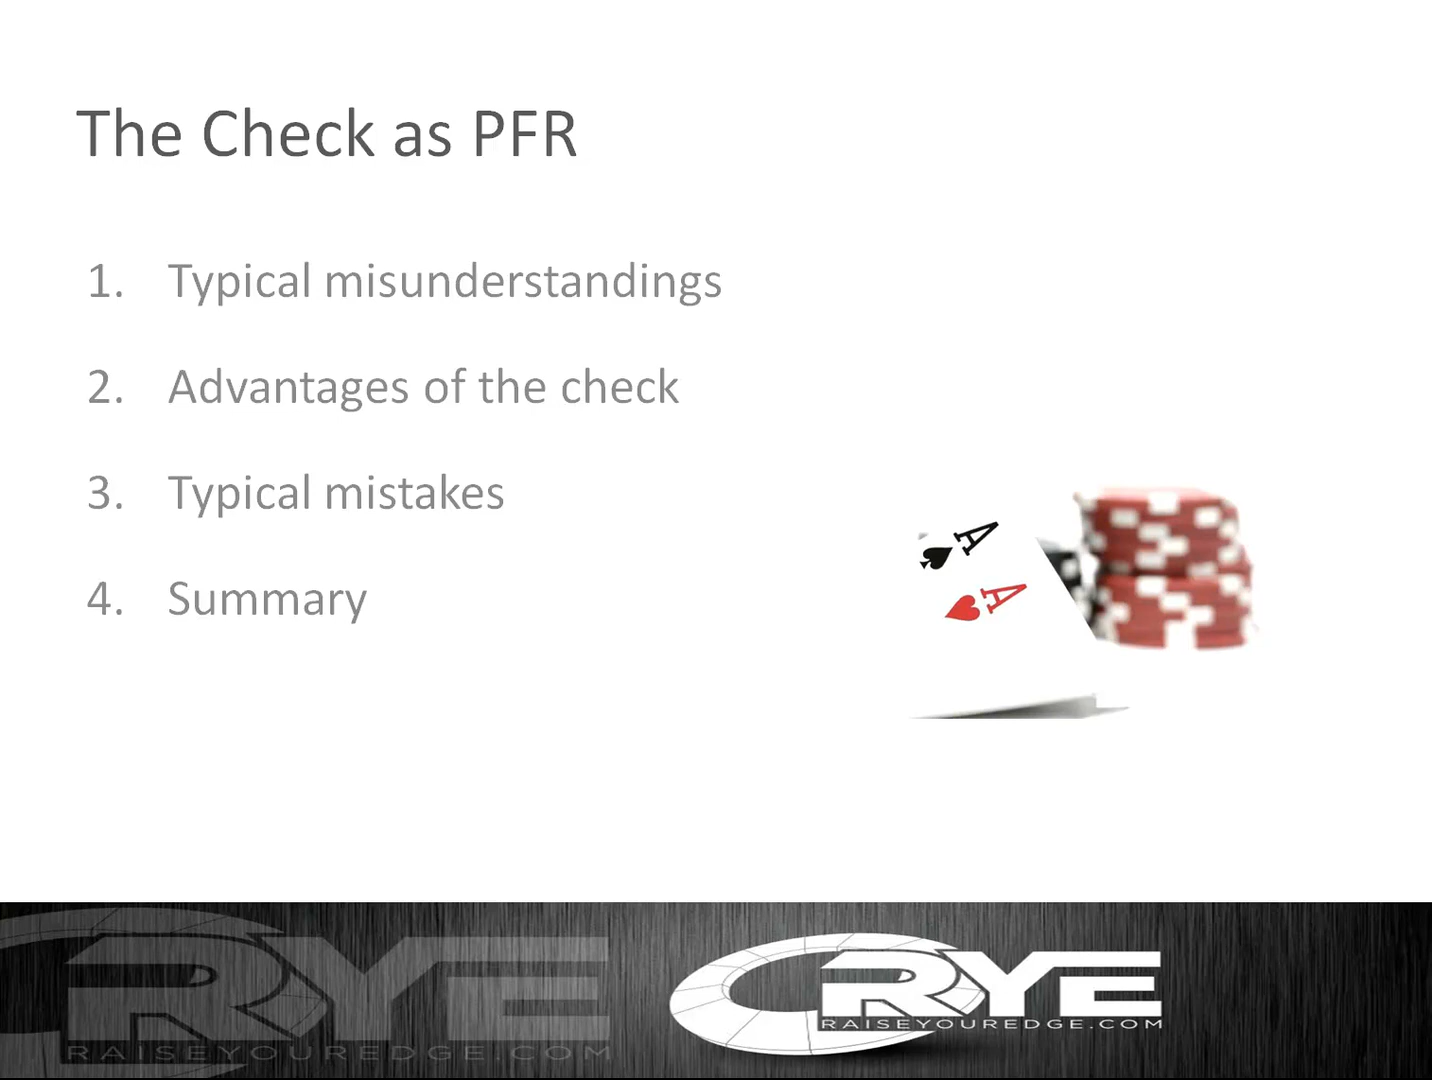 The Check as PFR
1. Typical misunderstandings
2. Advantages of the check
3. Typical mistakes
4. Summary
A
A
RYE
RAISEYOUREDGE.COM
RYE
RAISEYOUREDGE.COM